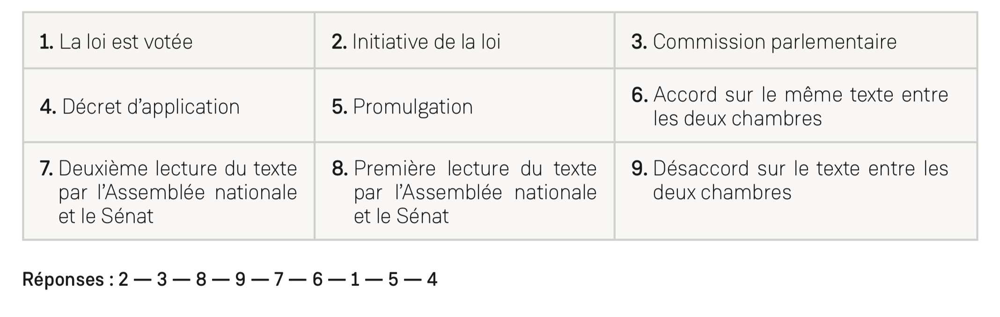 1. La loi est votée
2. Initiative de la loi
3. Commission parlementaire
4. Décret d’application
5. Promulgation
6. Accord sur le même texte entre
les deux chambres
7. Deuxième lecture du texte
par l’Assemblée nationale
et le Sénat
8. Première lecture du texte
par l’Assemblée nationale
et le Sénat
9. Désaccord sur le texte entre les
deux chambres
Réponses : 2 — 3 — 8 — 9 — 7 — 6 — 1 — 5 — 4